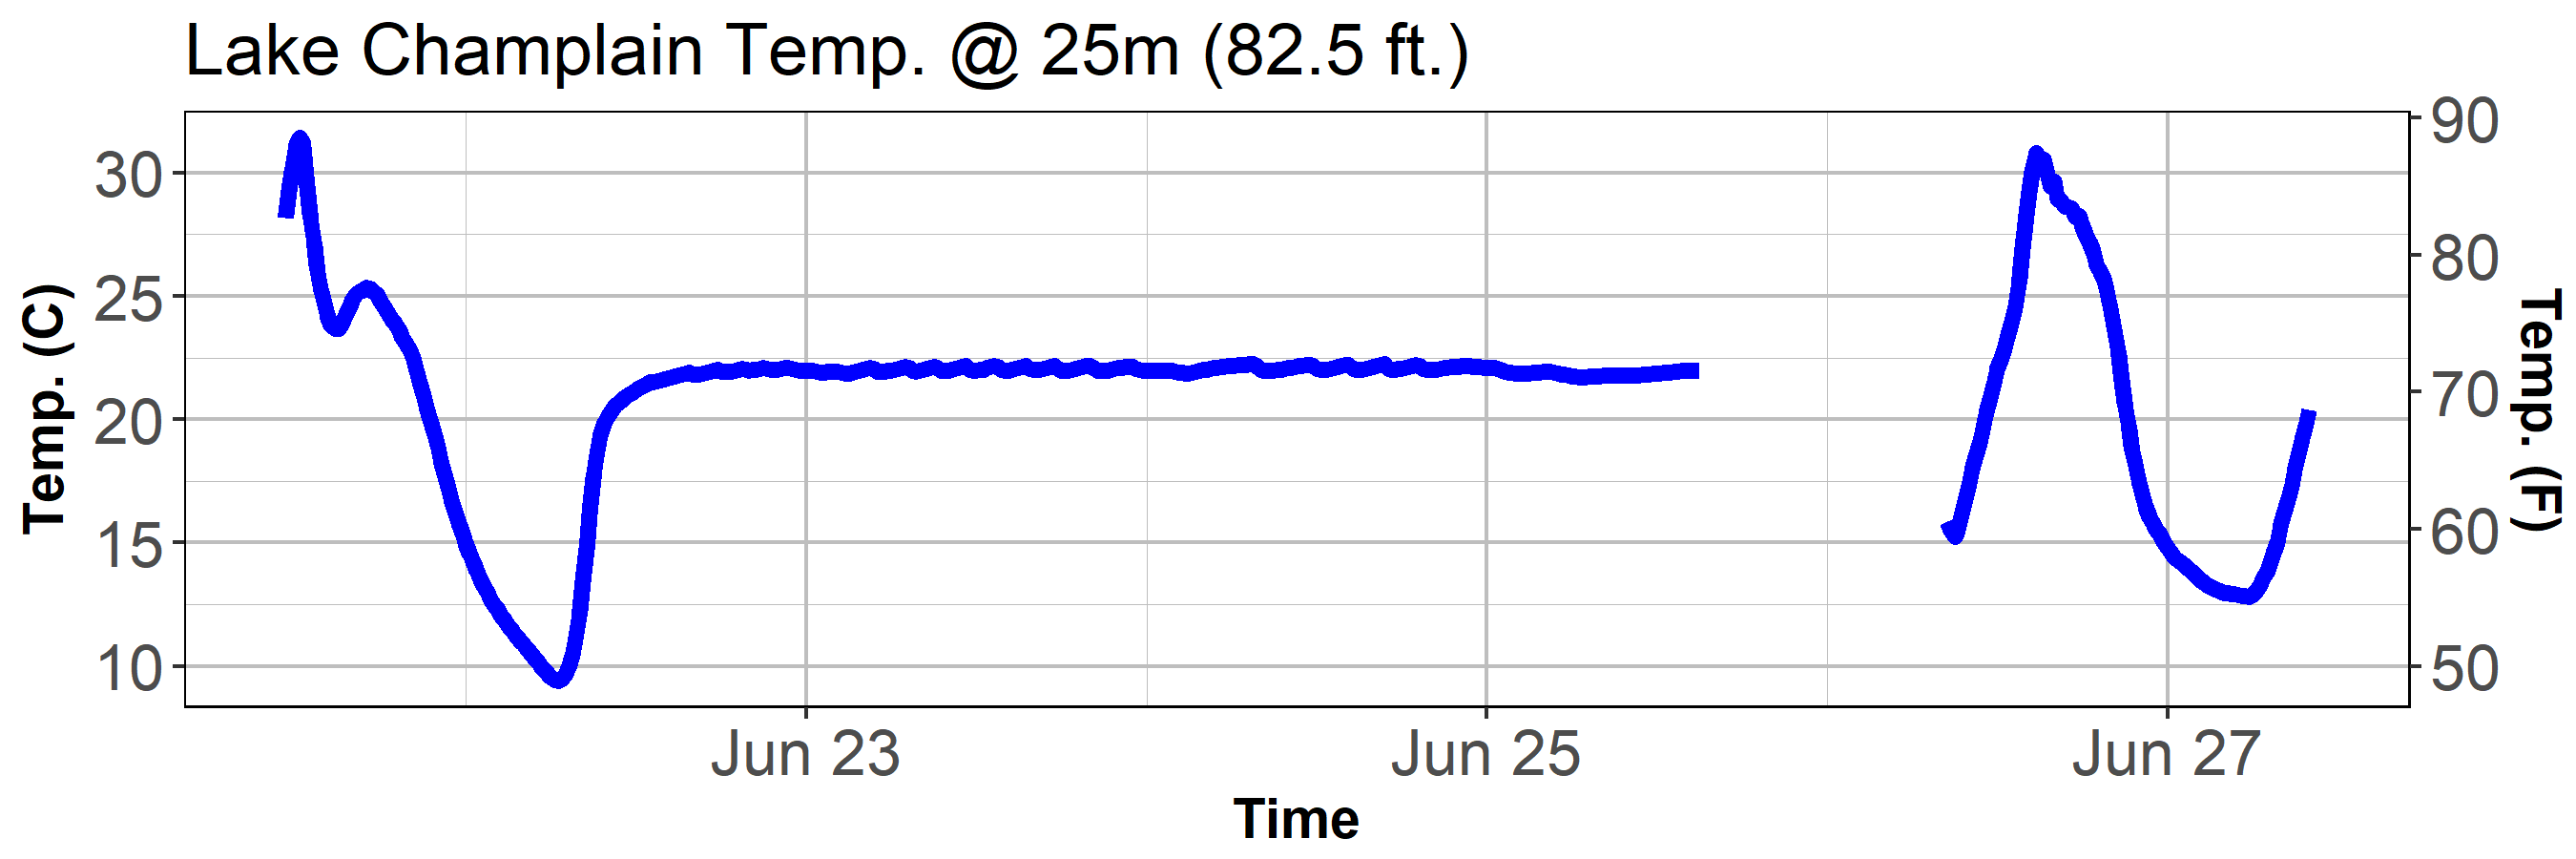 Lake Champlain Temp. @ 25m (82.5 ft.)
Temp. (C)
30
25
20
15
10
90
80
70
60
50
Temp. (F)
Jun 23
Jun 25
Jun 27
Time